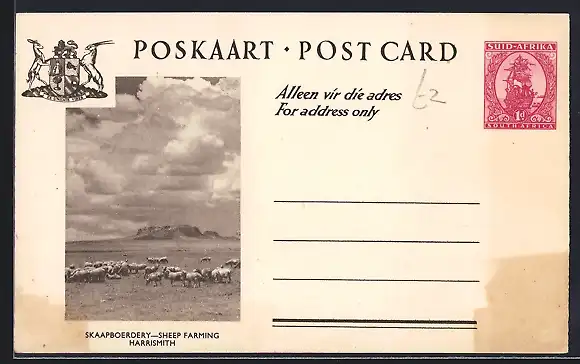 POSKAART · POST CARD
SUID-AFRIKA
1D
SOUTH AFRICA
Alleen vir die adres
For address only
£2
SKAAPBOERDERY—SHEEP FARMING
HARRISMITH